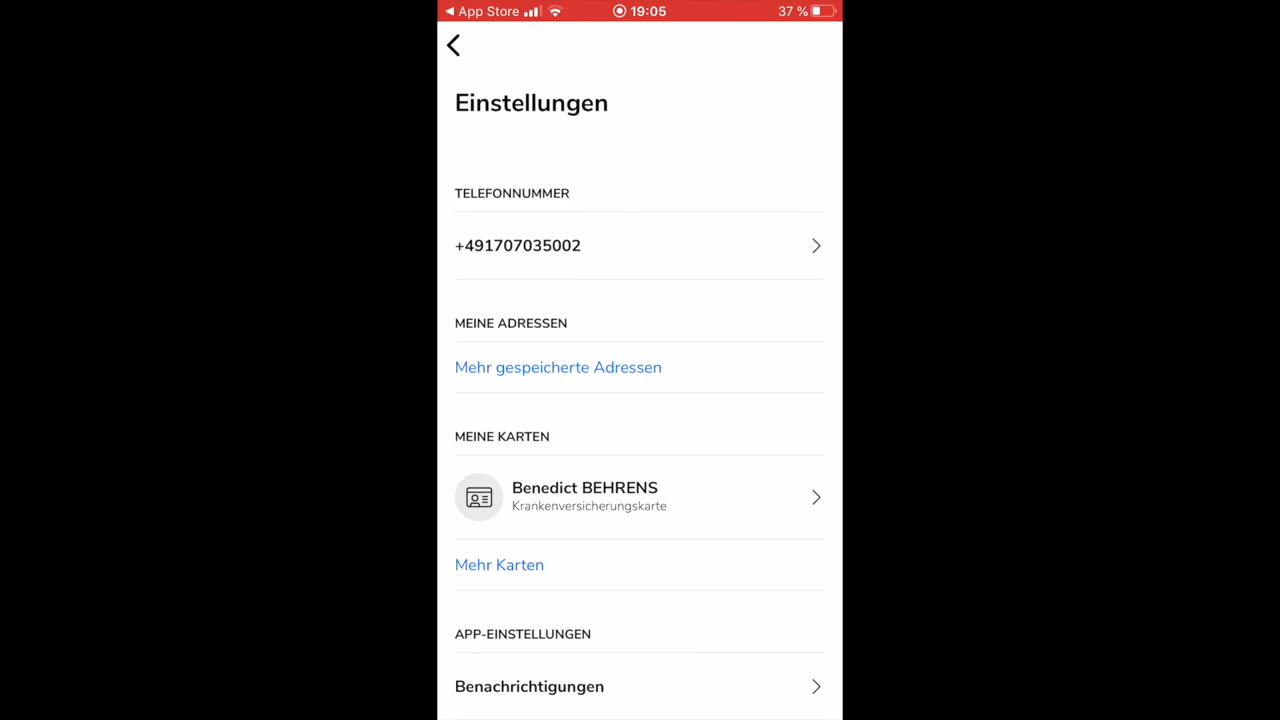 ◀ App Store 19:05 37 %
Einstellungen
TELEFONNUMMER
+491707035002
MEINE ADRESSEN
Mehr gespeicherte Adressen
MEINE KARTEN
Benedict BEHRENS
Krankenversicherungskarte
Mehr Karten
APP-EINSTELLUNGEN
Benachrichtigungen